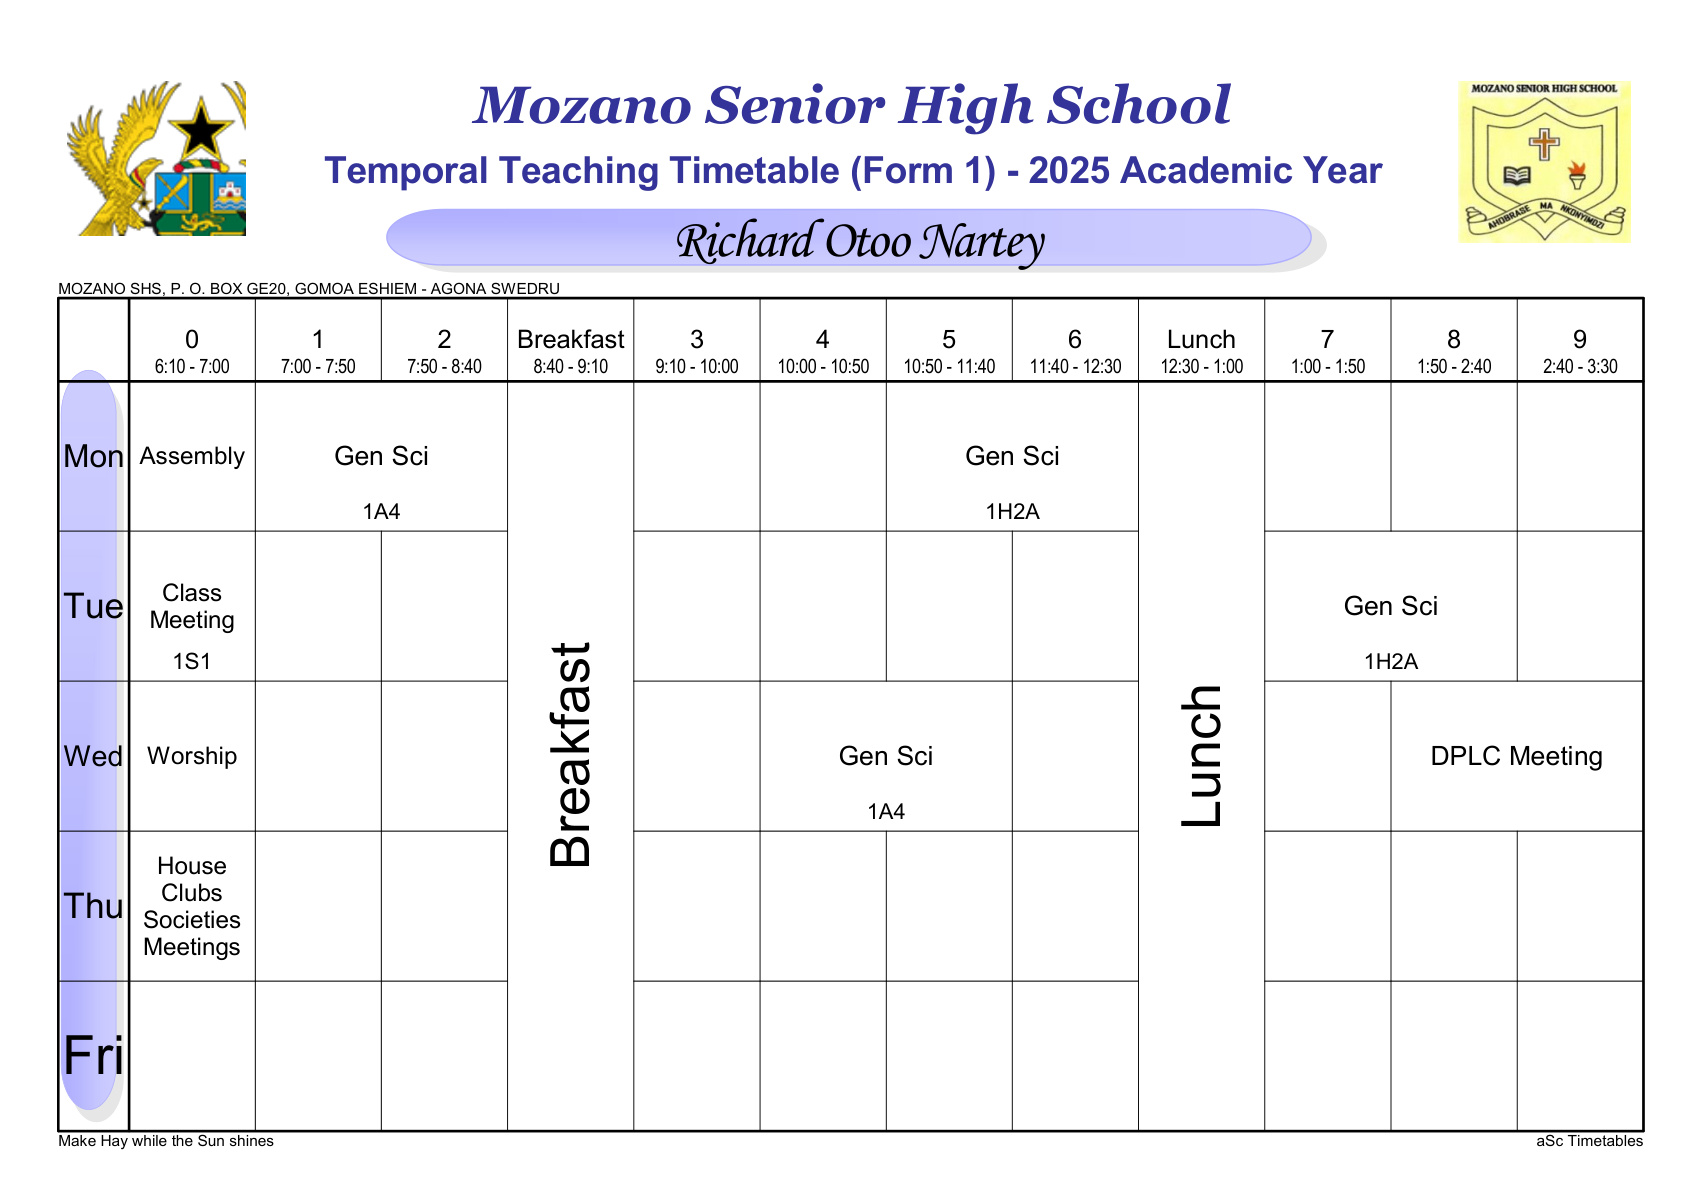 MOZANO SENIOR HIGH SCHOOL
AHOBRASE MA NKONYIMDZI
Mozano Senior High School
Temporal Teaching Timetable (Form 1) - 2025 Academic Year
Richard Otoo Nartey
MOZANO SHS, P. O. BOX GE20, GOMOA ESHIEM - AGONA SWEDRU
0 1 2 Breakfast 3 4 5 6 Lunch 7 8 9
6:10 - 7:00 7:00 - 7:50 7:50 - 8:40 8:40 - 9:10 9:10 - 10:00 10:00 - 10:50 10:50 - 11:40 11:40 - 12:30 12:30 - 1:00 1:00 - 1:50 1:50 - 2:40 2:40 - 3:30
Mon Assembly Gen Sci Gen Sci
1A4 1H2A
Tue Class Meeting Gen Sci
1S1 1H2A
Breakfast
Lunch
Wed Worship Gen Sci DPLC Meeting
1A4
Thu House
Clubs
Societies
Meetings
Fri
Make Hay while the Sun shines
aSc Timetables